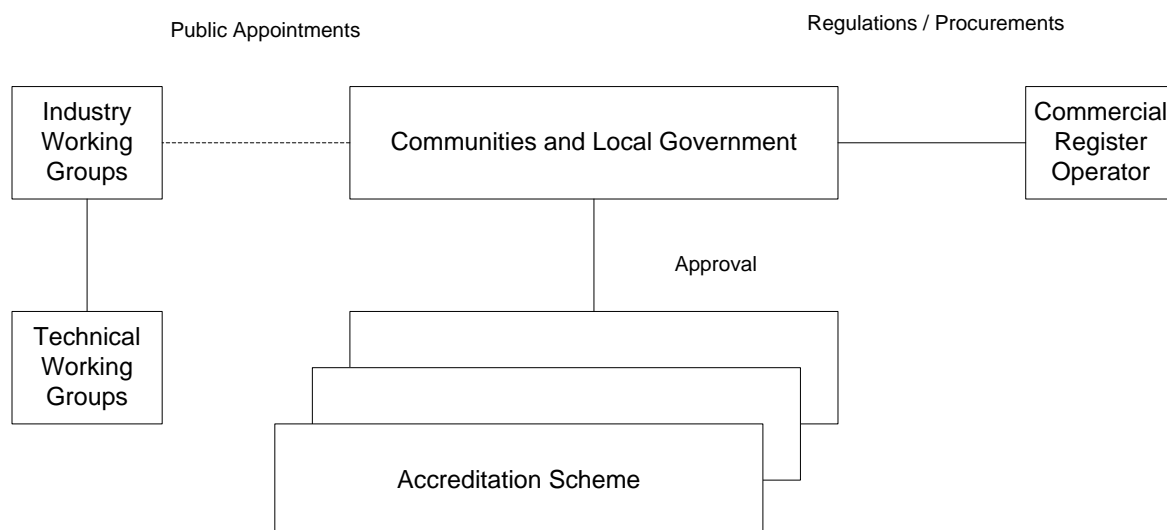 Public Appointments
Regulations / Procurements
Industry
Working
Groups
Communities and Local Government
Commercial
Register
Operator
Approval
Technical
Working
Groups
Accreditation Scheme